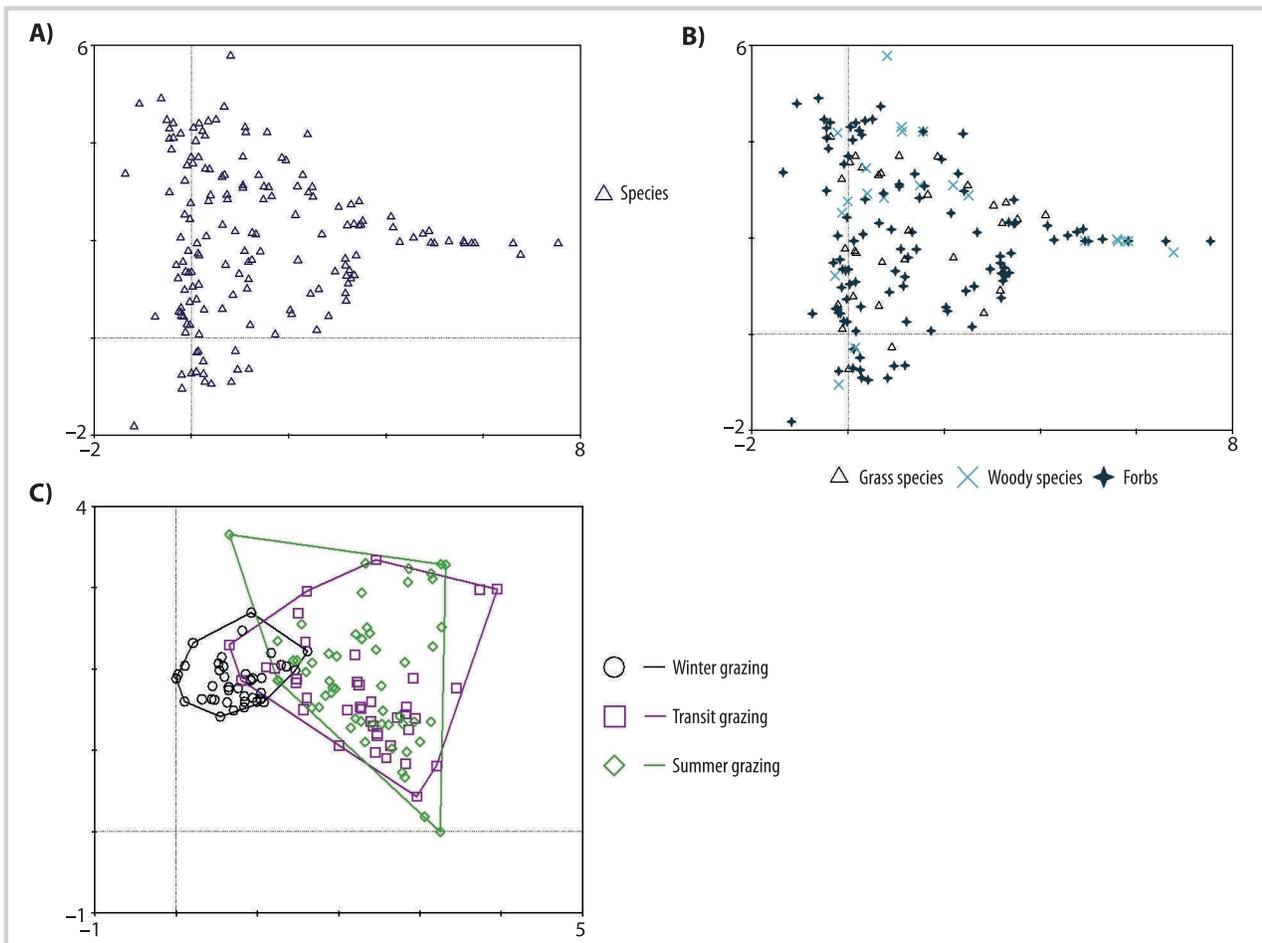 A)
6
−2
−2
8
Species
B)
6
−2
−2
8
Grass species Woody species Forbs
C)
4
−1
−1
5
Winter grazing
Transit grazing
Summer grazing